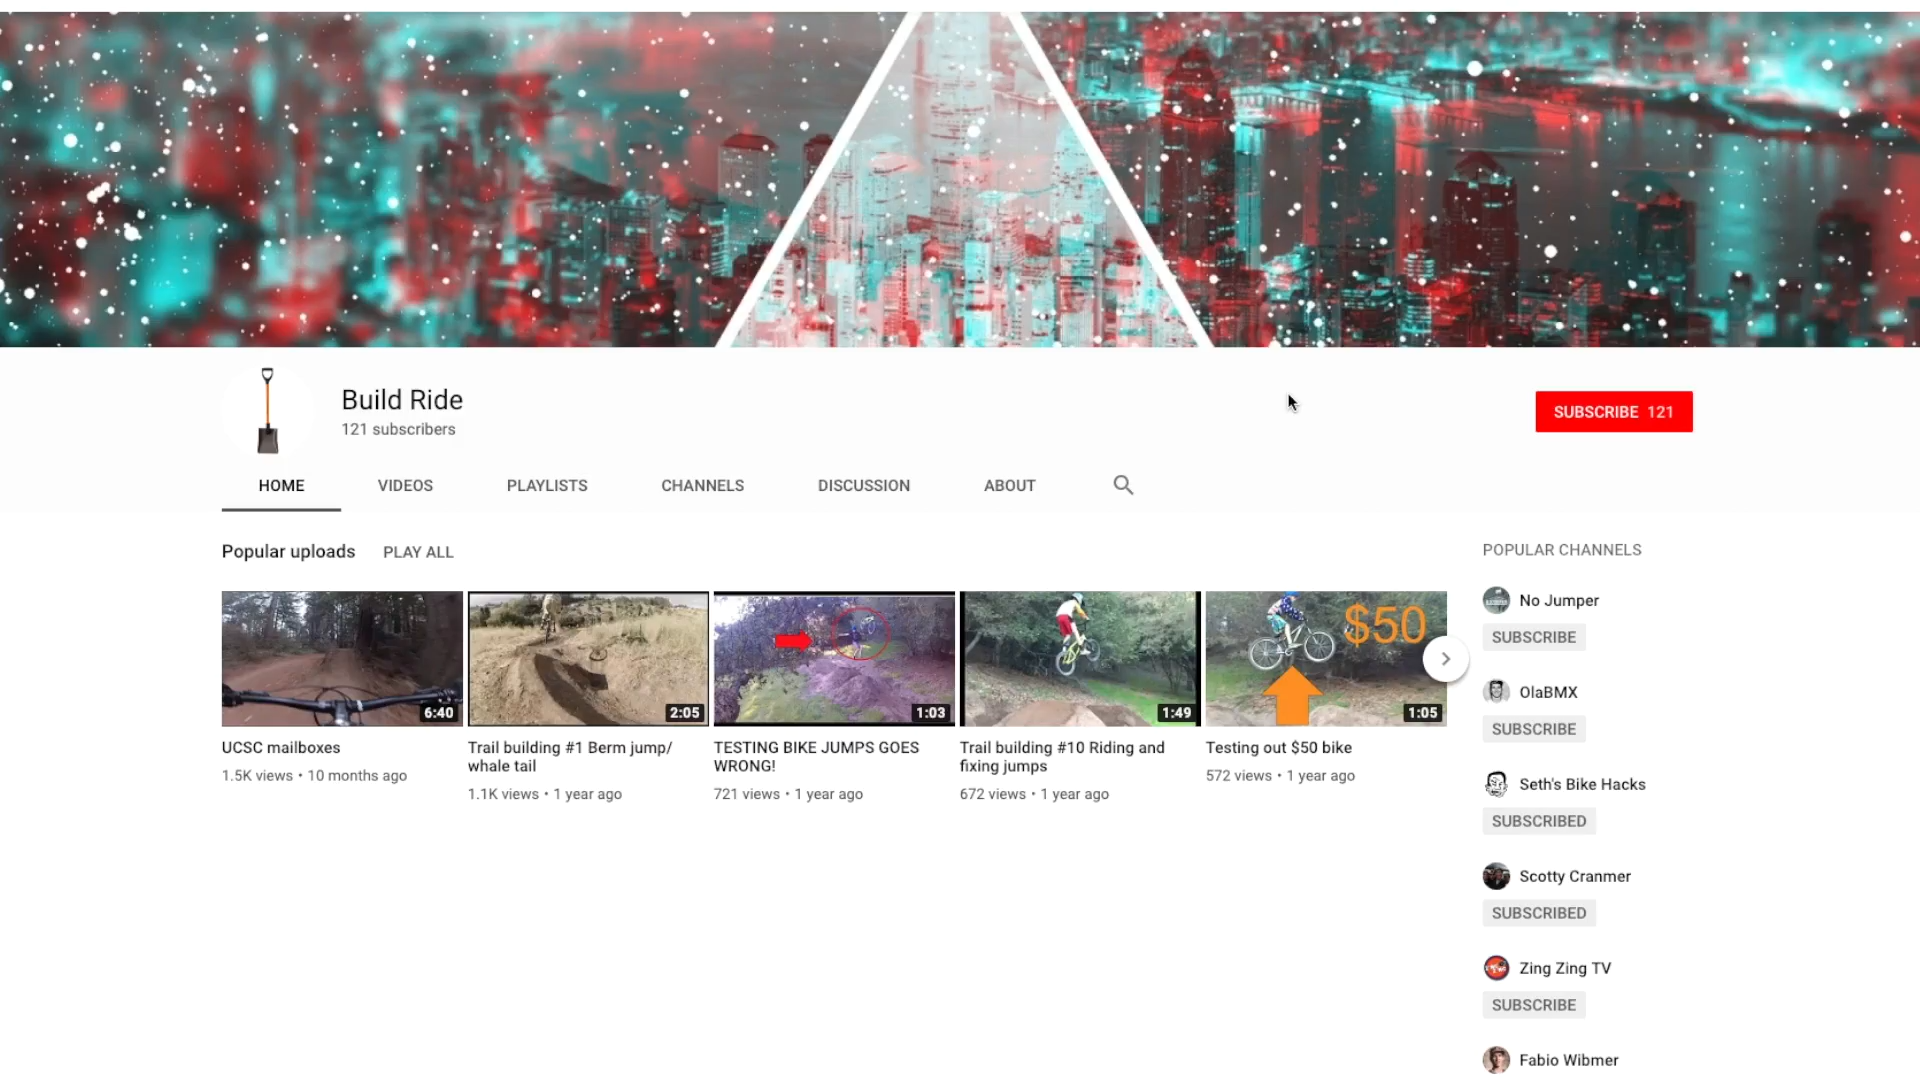 Build Ride
121 subscribers
SUBSCRIBE 121
HOME
VIDEOS
PLAYLISTS
CHANNELS
DISCUSSION
ABOUT
Popular uploads
PLAY ALL
6:40
UCSC mailboxes
1.5K views • 10 months ago
2:05
Trail building #1 Berm jump/
whale tail
1.1K views • 1 year ago
1:03
TESTING BIKE JUMPS GOES
WRONG!
721 views • 1 year ago
1:49
Trail building #10 Riding and
fixing jumps
672 views • 1 year ago
$50
1:05
Testing out $50 bike
572 views • 1 year ago
POPULAR CHANNELS
No Jumper
SUBSCRIBE
OlaBMX
SUBSCRIBE
Seth's Bike Hacks
SUBSCRIBED
Scotty Cranmer
SUBSCRIBED
Zing Zing TV
SUBSCRIBE
Fabio Wibmer